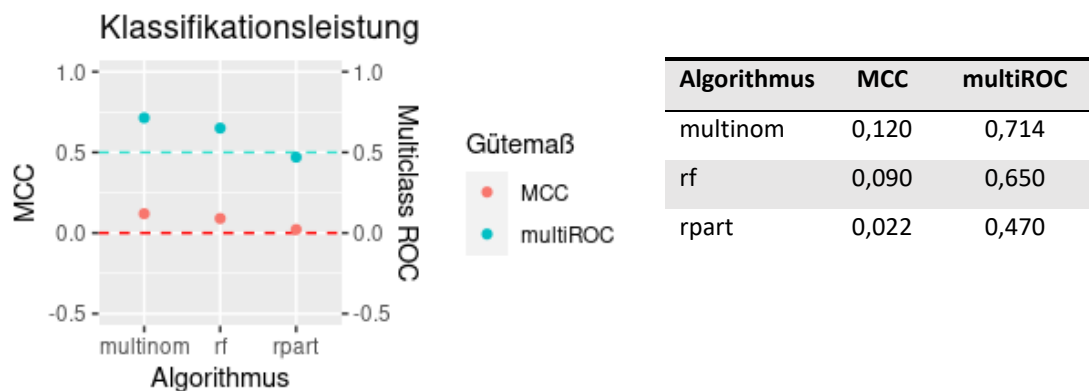 Klassifikationsleistung
1.0
0.5
0.0
-0.5
MCC
1.0
0.5
0.0
-0.5
Multiclass ROC
multinom rf rpart
Algorithmus
Gütemaß
MCC
multiROC
Algorithmus MCC multiROC
multinom 0,120 0,714
rf 0,090 0,650
rpart 0,022 0,470